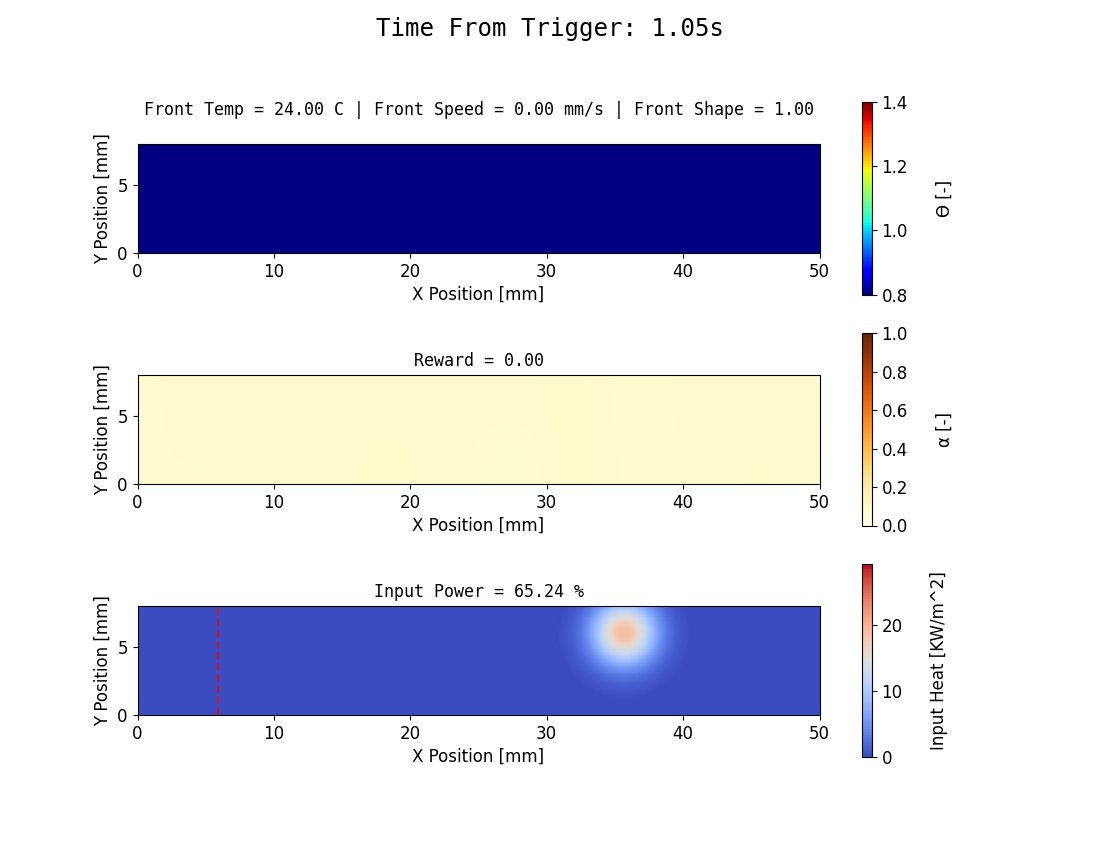 Time From Trigger: 1.05s
Front Temp = 24.00 C | Front Speed = 0.00 mm/s | Front Shape = 1.00
Y Position [mm]
5
0
0 10 20 30 40 50
X Position [mm]
1.4
1.2
1.0
0.8
Θ [-]
Reward = 0.00
Y Position [mm]
5
0
0 10 20 30 40 50
X Position [mm]
1.0
0.8
0.6
0.4
0.2
0.0
α [-]
Input Power = 65.24 %
Y Position [mm]
5
0
0 10 20 30 40 50
X Position [mm]
20
10
0
Input Heat [KW/m^2]